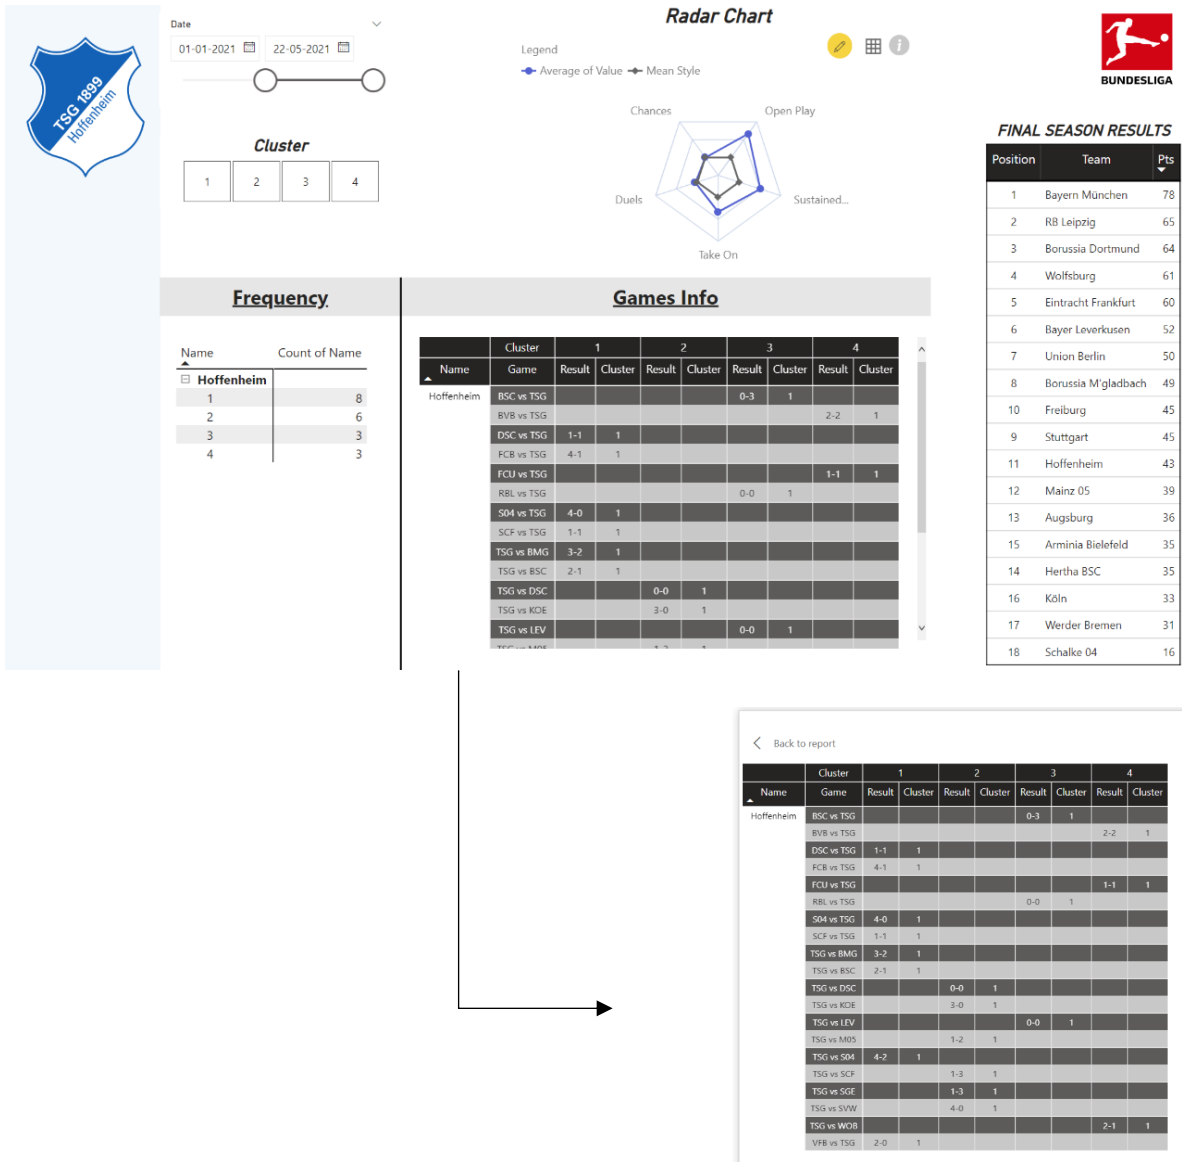 TSG 1899
Hoffenheim
Date
01-01-2021 22-05-2021
Cluster
1 2 3 4
Radar Chart
Legend
Average of Value Mean Style
Chances Open Play
Duels Sustained...
Take On
BUNDESLIGA
FINAL SEASON RESULTS
Position Team Pts
1 Bayern München 78
2 RB Leipzig 65
3 Borussia Dortmund 64
4 Wolfsburg 61
5 Eintracht Frankfurt 60
6 Bayer Leverkusen 52
7 Union Berlin 50
8 Borussia M'gladbach 49
10 Freiburg 45
9 Stuttgart 45
11 Hoffenheim 43
12 Mainz 05 39
13 Augsburg 36
15 Arminia Bielefeld 35
14 Hertha BSC 35
16 Köln 33
17 Werder Bremen 31
18 Schalke 04 16
Frequency
Name Count of Name
Hoffenheim
1 8
2 6
3 3
4 3
Games Info
Cluster 1 2 3 4
Name Game Result Cluster Result Cluster Result Cluster Result Cluster
Hoffenheim BSC vs TSG 0-3 1
BVB vs TSG 2-2 1
DSC vs TSG 1-1 1
FCB vs TSG 4-1 1
FCU vs TSG 1-1 1
RBL vs TSG 0-0 1
S04 vs TSG 4-0 1
SCF vs TSG 1-1 1
TSG vs BMG 3-2 1
TSG vs BSC 2-1 1
TSG vs DSC 0-0 1
TSG vs KOE 3-0 1
TSG vs LEV 0-0 1
TSG vs M05 1-2 1
Back to report
Cluster 1 2 3 4
Name Game Result Cluster Result Cluster Result Cluster Result Cluster
Hoffenheim BSC vs TSG 0-3 1
BVB vs TSG 2-2 1
DSC vs TSG 1-1 1
FCB vs TSG 4-1 1
FCU vs TSG 1-1 1
RBL vs TSG 0-0 1
S04 vs TSG 4-0 1
SCF vs TSG 1-1 1
TSG vs BMG 3-2 1
TSG vs BSC 2-1 1
TSG vs DSC 0-0 1
TSG vs KOE 3-0 1
TSG vs LEV 0-0 1
TSG vs M05 1-2 1
TSG vs S04 4-2 1
TSG vs SCF 1-3 1
TSG vs SGE 1-3 1
TSG vs SVW 4-0 1
TSG vs WOB 2-1 1
VFB vs TSG 2-0 1